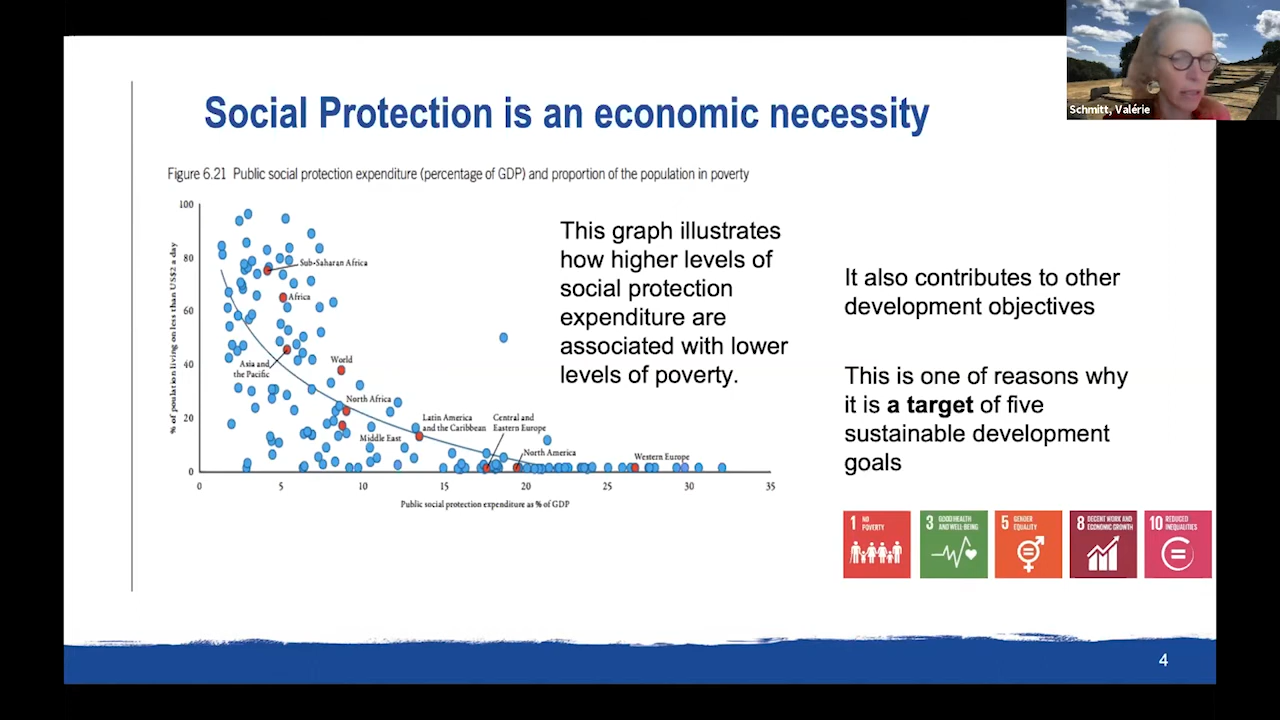 Schmitt, Valérie
Social Protection is an economic necessity
Figure 6.21 Public social protection expenditure (percentage of GDP) and proportion of the population in poverty
% of poulation living on less than US$2 a day
100
80
60
40
20
0
0
5
10
15
20
25
30
35
Public social protection expenditure as % of GDP
Sub-Saharan Africa
Africa
Asia and
the Pacific
World
North Africa
Middle East
Latin America
and the Caribbean
Central and
Eastern Europe
North America
Western Europe
This graph illustrates
how higher levels of
social protection
expenditure are
associated with lower
levels of poverty.
It also contributes to other
development objectives
This is one of reasons why
it is a target of five
sustainable development
goals
1 NO
POVERTY
3 GOOD HEALTH
AND WELL-BEING
5 GENDER
EQUALITY
8 DECENT WORK AND
ECONOMIC GROWTH
10 REDUCED
INEQUALITIES
4